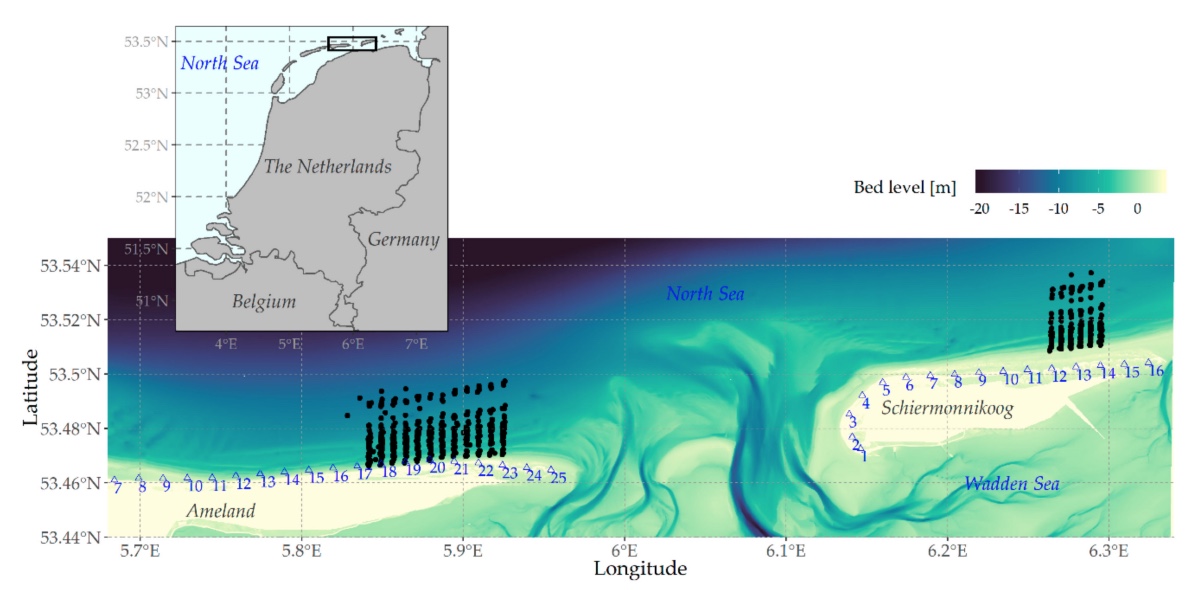 53.5°N
North Sea
53°N
52.5°N
The Netherlands
52°N
Bed level [m]
-20 -15 -10 -5 0
51.5°N
Germany
53.54°N
51°N
Belgium
North Sea
53.52°N
4°E 5°E 6°E 7°E
53.5°N
5 6 7 8 9 10 11 12 13 14 15 16
4
Schiermonnikoog
3
53.48°N
2
1
7 8 9 10 11 12 13 14 15 16 17 18 19 20 21 22 23 24 25
53.46°N
Wadden Sea
Ameland
53.44°N
5.7°E 5.8°E 5.9°E 6°E 6.1°E 6.2°E 6.3°E
Longitude
Latitude